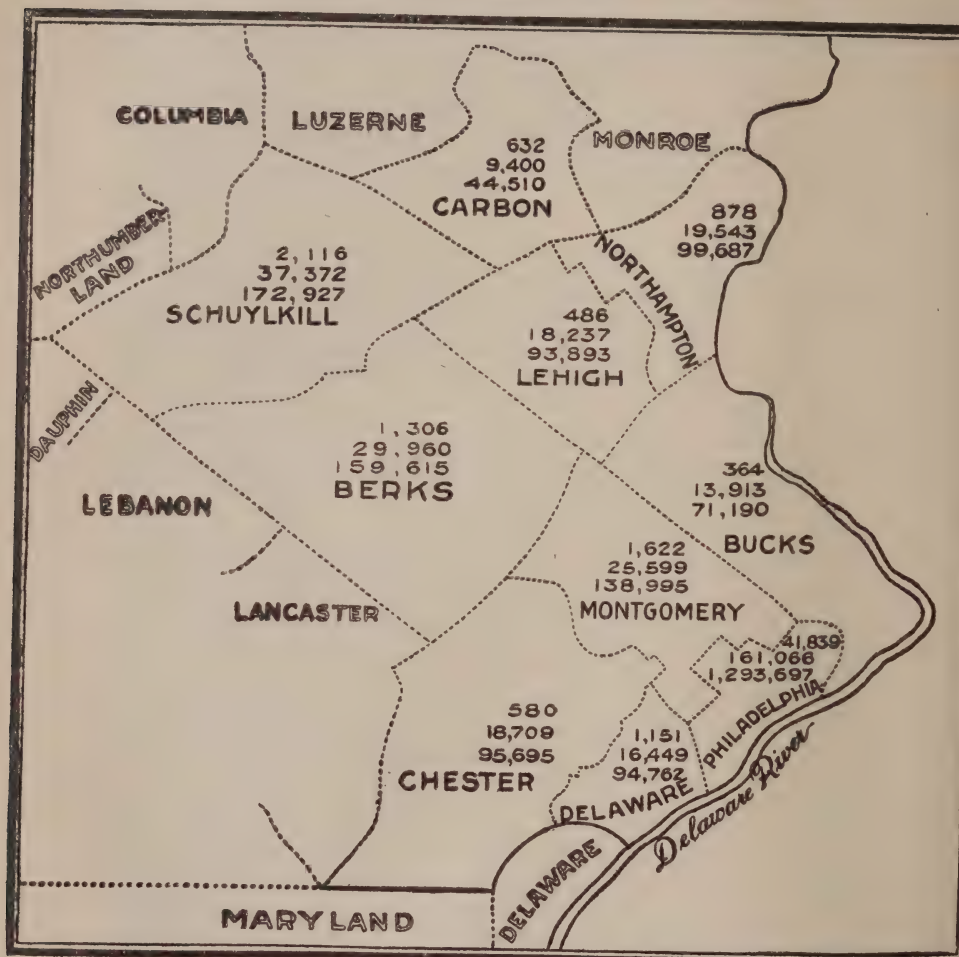 COLUMBIA
LUZERNE
MONROE
632
9,400
44,510
CARBON
878
19,543
99,687
NORTHAMPTON
NORTHUMBER-
LAND
2,116
37,372
172,927
SCHUYLKILL
486
18,237
93,893
LEHIGH
DAUPHIN
1,306
29,960
159,615
BERKS
LEBANON
364
13,913
71,190
BUCKS
1,622
25,599
138,995
MONTGOMERY
LANCASTER
41,839
161,066
1,293,697
PHILADELPHIA
580
18,709
95,695
CHESTER
1,151
16,449
94,762
DELAWARE
Delaware River
DELAWARE
MARYLAND